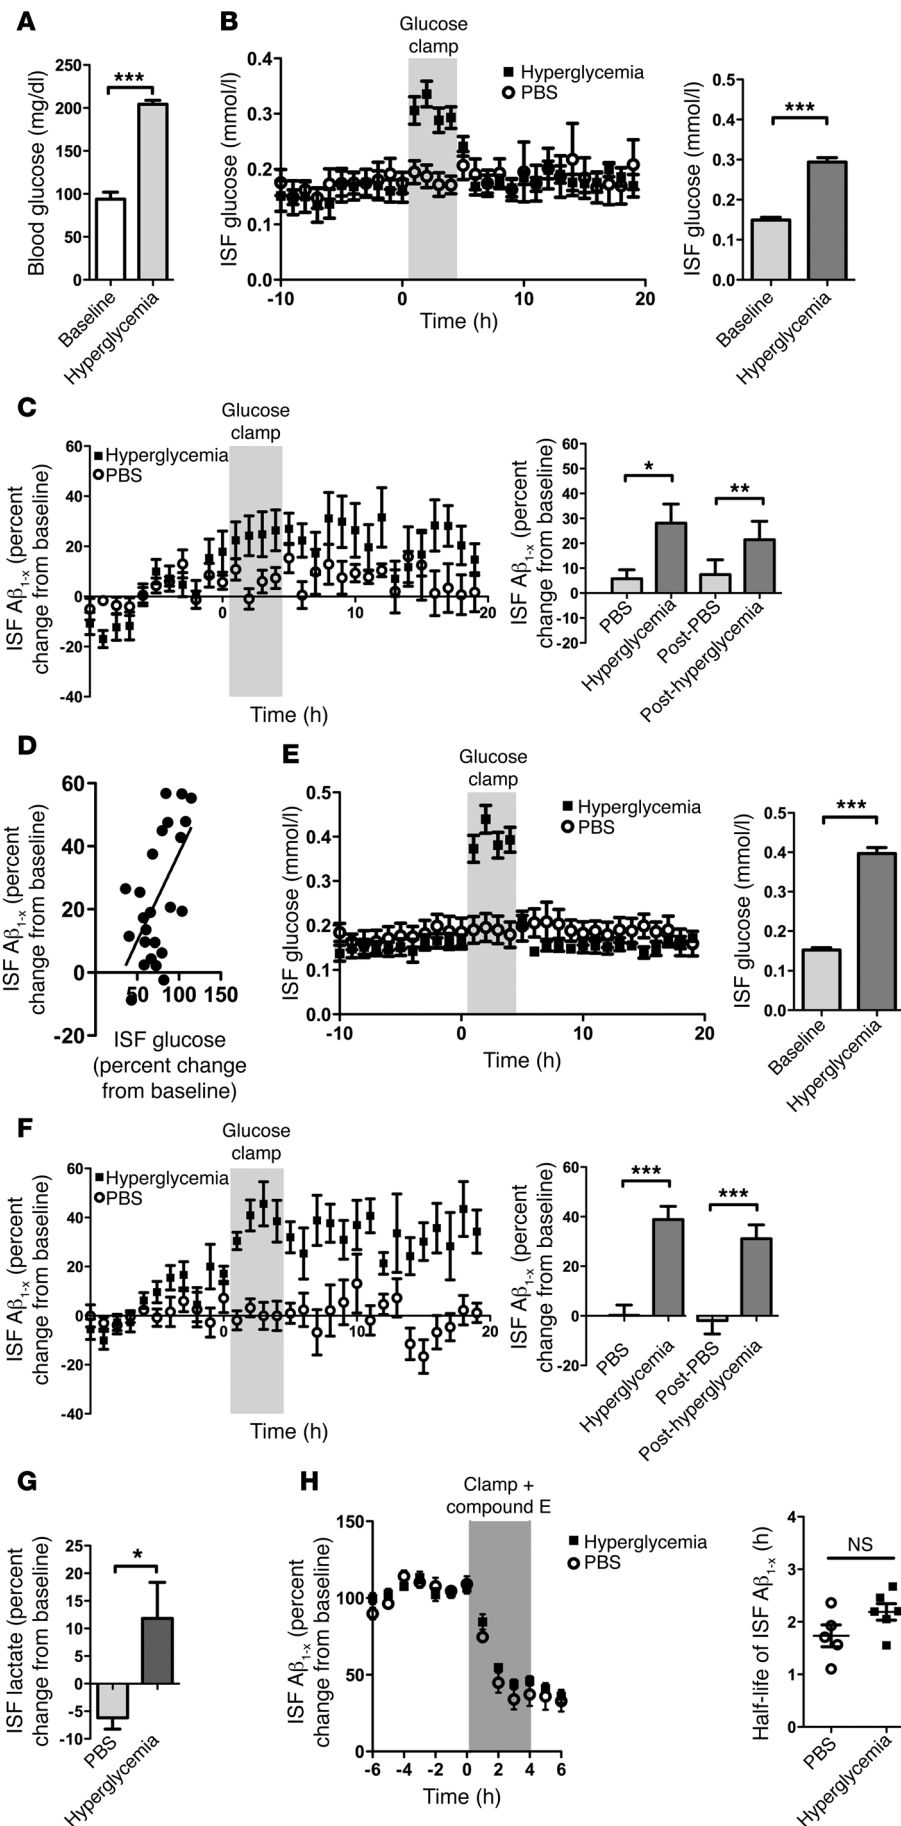 A
Blood glucose (mg/dl)
250
200
150
100
50
0
***
Baseline
Hyperglycemia
B
Glucose
clamp
ISF glucose (mmol/l)
0.4
0.3
0.2
0.1
0.0
-10
0
10
20
Time (h)
Hyperglycemia
PBS
ISF glucose (mmol/l)
0.5
0.3
0.2
0.1
0.0
***
Baseline
Hyperglycemia
C
Glucose
clamp
ISF Aβ1-x (percent
change from baseline)
60
40
20
0
-20
-40
Hyperglycemia
PBS
0
10
20
Time (h)
ISF Aβ1-x (percent
change from baseline)
60
50
40
30
20
10
0
-10
-20
*
**
PBS
Hyperglycemia
Post-PBS
Post-hyperglycemia
D
ISF Aβ1-x (percent
change from baseline)
60
40
20
0
-20
50
100
150
ISF glucose
(percent change
from baseline)
E
Glucose
clamp
ISF glucose (mmol/l)
0.5
0.4
0.3
0.2
0.1
0.0
-10
0
10
20
Time (h)
Hyperglycemia
PBS
ISF glucose (mmol/l)
0.5
0.4
0.3
0.2
0.1
0.0
***
Baseline
Hyperglycemia
F
Glucose
clamp
ISF Aβ1-x (percent
change from baseline)
60
40
20
0
-20
-40
Hyperglycemia
PBS
0
10
20
Time (h)
ISF Aβ1-x (percent
change from baseline)
60
40
20
0
-20
***
***
PBS
Hyperglycemia
Post-PBS
Post-hyperglycemia
G
ISF lactate (percent
change from baseline)
25
20
15
10
5
0
-5
-10
*
PBS
Hyperglycemia
H
Clamp +
compound E
ISF Aβ1-x (percent
change from baseline)
150
100
50
0
-6
-4
-2
0
2
4
6
Time (h)
Hyperglycemia
PBS
Half-life of ISF Aβ1-x (h)
4
3
2
1
0
NS
PBS
Hyperglycemia